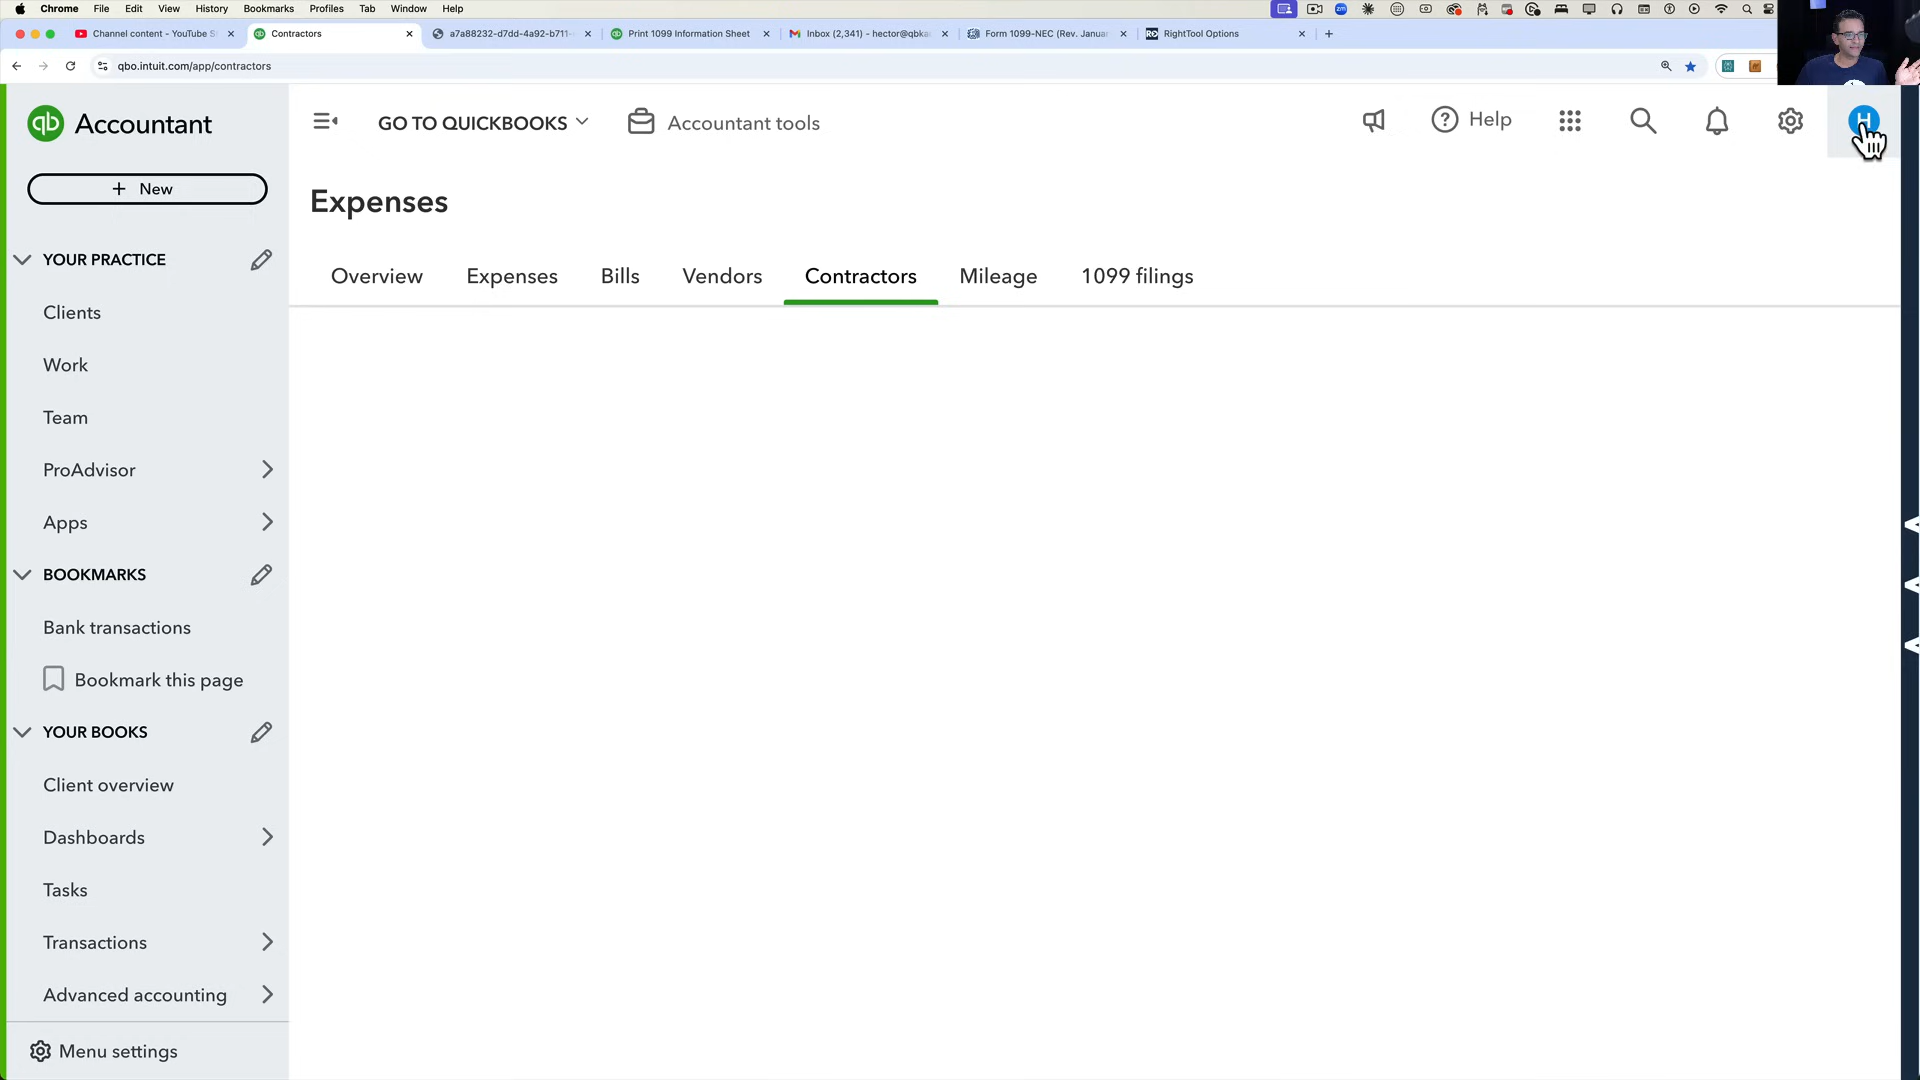 Chrome File Edit View History Bookmarks Profiles Tab Window Help
Channel content - YouTube S
Contractors
a7a88232-d7dd-4a92-b711-
Print 1099 Information Sheet
Inbox (2,341) - hector@qbka
Form 1099-NEC (Rev. Janua
RightTool Options
qbo.intuit.com/app/contractors
qb Accountant
GO TO QUICKBOOKS
Accountant tools
Help
H
+ New
Expenses
Overview Expenses Bills Vendors Contractors Mileage 1099 filings
YOUR PRACTICE
Clients
Work
Team
ProAdvisor
Apps
BOOKMARKS
Bank transactions
Bookmark this page
YOUR BOOKS
Client overview
Dashboards
Tasks
Transactions
Advanced accounting
Menu settings